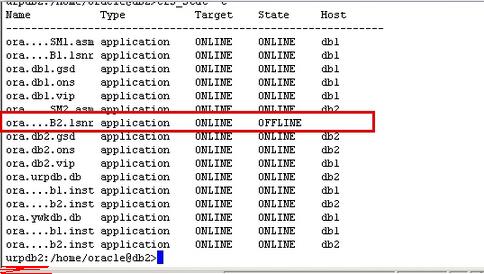 urpdb2:/home/oracle@db2>crs_stat -t
Name Type Target State Host
------------------------------------------------------------
ora....SM1.asm application ONLINE ONLINE db1
ora....B1.lsnr application ONLINE ONLINE db1
ora.db1.gsd application ONLINE ONLINE db1
ora.db1.ons application ONLINE ONLINE db1
ora.db1.vip application ONLINE ONLINE db1
ora....SM2.asm application ONLINE ONLINE db2
ora....B2.lsnr application ONLINE OFFLINE
ora.db2.gsd application ONLINE ONLINE db2
ora.db2.ons application ONLINE ONLINE db2
ora.db2.vip application ONLINE ONLINE db2
ora.urpdb.db application ONLINE ONLINE db2
ora....b1.inst application ONLINE ONLINE db1
ora....b2.inst application ONLINE ONLINE db2
ora.ywkdb.db application ONLINE ONLINE db1
ora....b1.inst application ONLINE ONLINE db1
ora....b2.inst application ONLINE ONLINE db2
urpdb2:/home/oracle@db2>